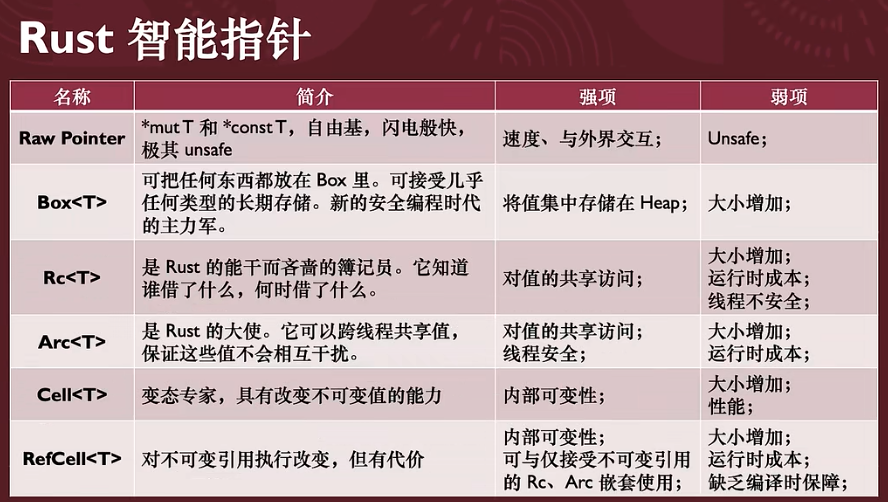 Rust 智能指针
名称 简介 强项 弱项
Raw Pointer
*mut T 和 *const T，自由基，闪电般快，
极其 unsafe
速度、与外界交互；
Unsafe；
Box<T>
可把任何东西都放在 Box 里。可接受几乎
任何类型的长期存储。新的安全编程时代
的主力军。
将值集中存储在 Heap；
大小增加；
Rc<T>
是 Rust 的能干而吝啬的簿记员。它知道
谁借了什么，何时借了什么。
对值的共享访问；
大小增加；
运行时成本；
线程不安全；
Arc<T>
是 Rust 的大使。它可以跨线程共享值，
保证这些值不会相互干扰。
对值的共享访问；
线程安全；
大小增加；
运行时成本；
Cell<T>
变态专家，具有改变不可变值的能力
内部可变性；
大小增加；
性能；
RefCell<T>
对不可变引用执行改变，但有代价
内部可变性；
可与仅接受不可变引用
的 Rc、Arc 嵌套使用；
大小增加；
运行时成本；
缺乏编译时保障；